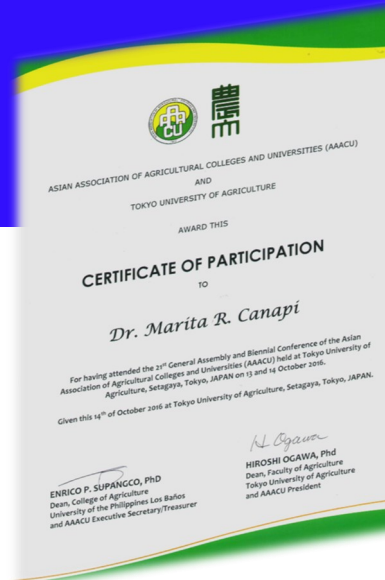 AAACU
農大
ASIAN ASSOCIATION OF AGRICULTURAL COLLEGES AND UNIVERSITIES (AAACU)
AND
TOKYO UNIVERSITY OF AGRICULTURE
AWARD THIS
CERTIFICATE OF PARTICIPATION
TO
Dr. Marita R. Canapi
For having attended the 21st General Assembly and Biennial Conference of the Asian
Association of Agricultural Colleges and Universities (AAACU) held at Tokyo University of
Agriculture, Setagaya, Tokyo, JAPAN on 13 and 14 October 2016.
Given this 14th of October 2016 at Tokyo University of Agriculture, Setagaya, Tokyo, JAPAN.
ENRICO P. SUPANGCO, PhD
Dean, College of Agriculture
University of the Philippines Los Baños
and AAACU Executive Secretary/Treasurer
H. Ogawa
HIROSHI OGAWA, Phd
Dean, Faculty of Agriculture
Tokyo University of Agriculture
and AAACU President